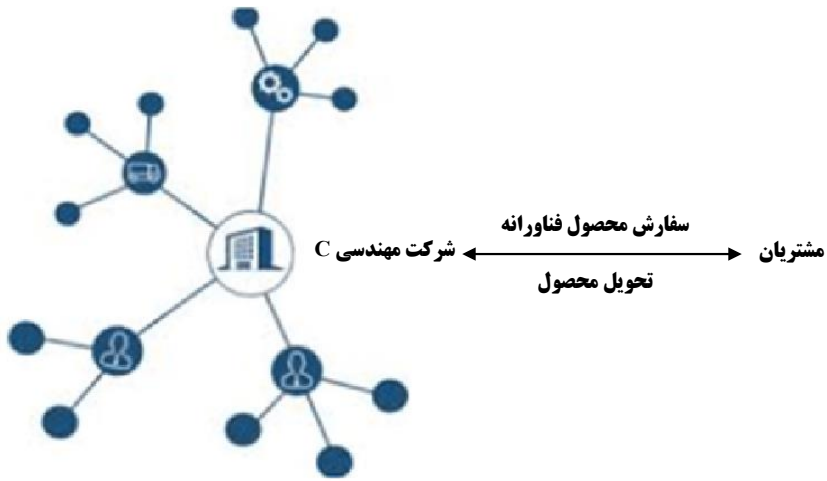 سفارش محصول فناورانه
مشتریان
شرکت مهندسی C
تحویل محصول